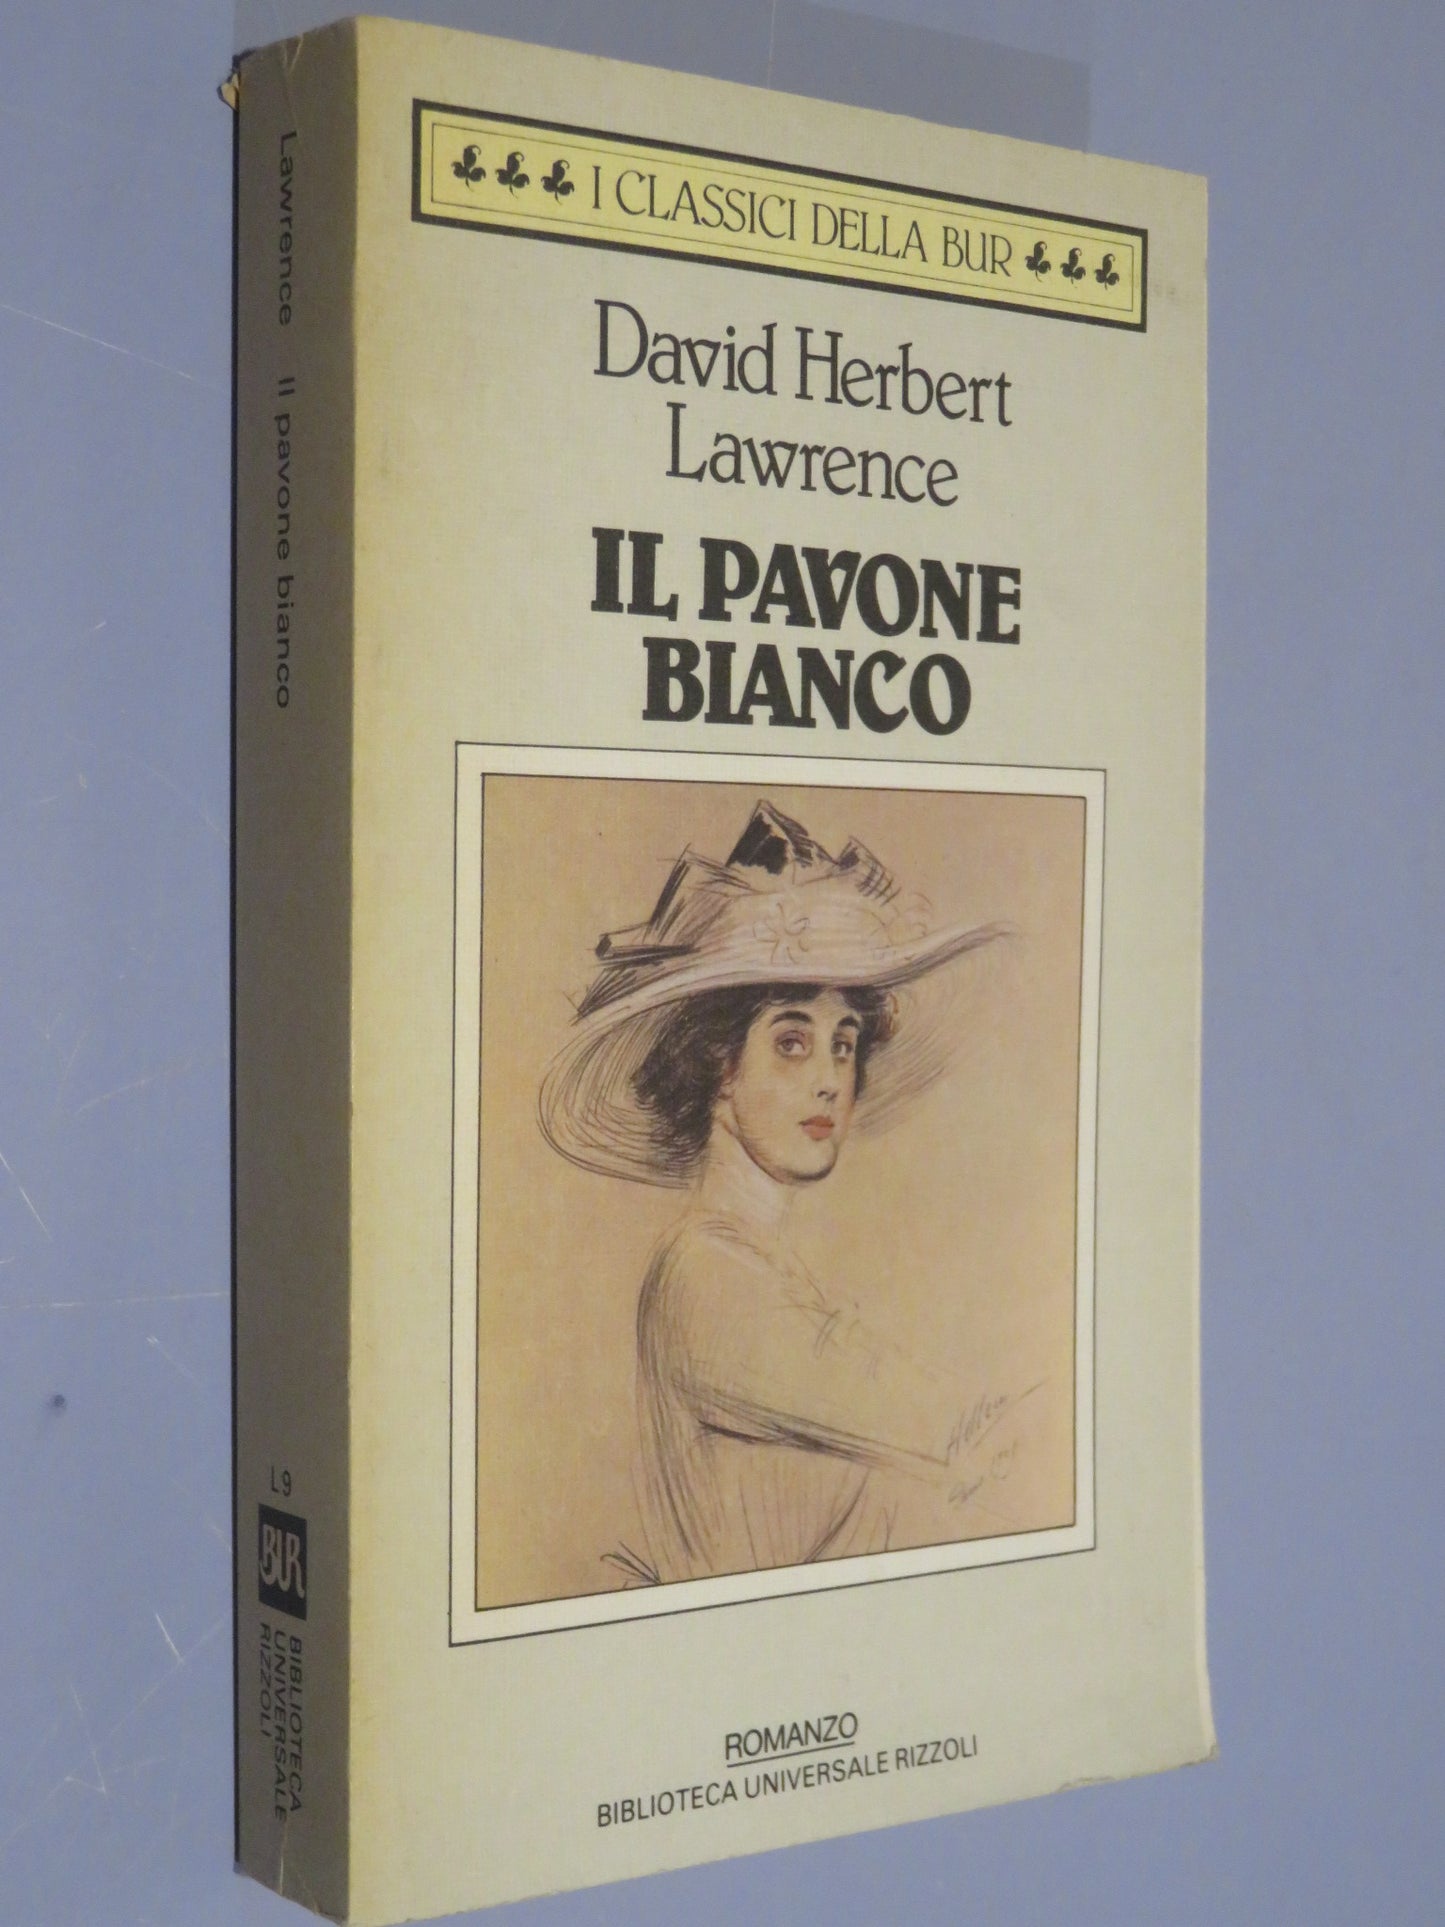 I CLASSICI DELLA BUR
David Herbert
Lawrence
IL PAVONE
BIANCO
Helleu
ROMANZO
BIBLIOTECA UNIVERSALE RIZZOLI
Lawrence Il pavone bianco
L9
BUR
BIBLIOTECA
UNIVERSALE
RIZZOLI